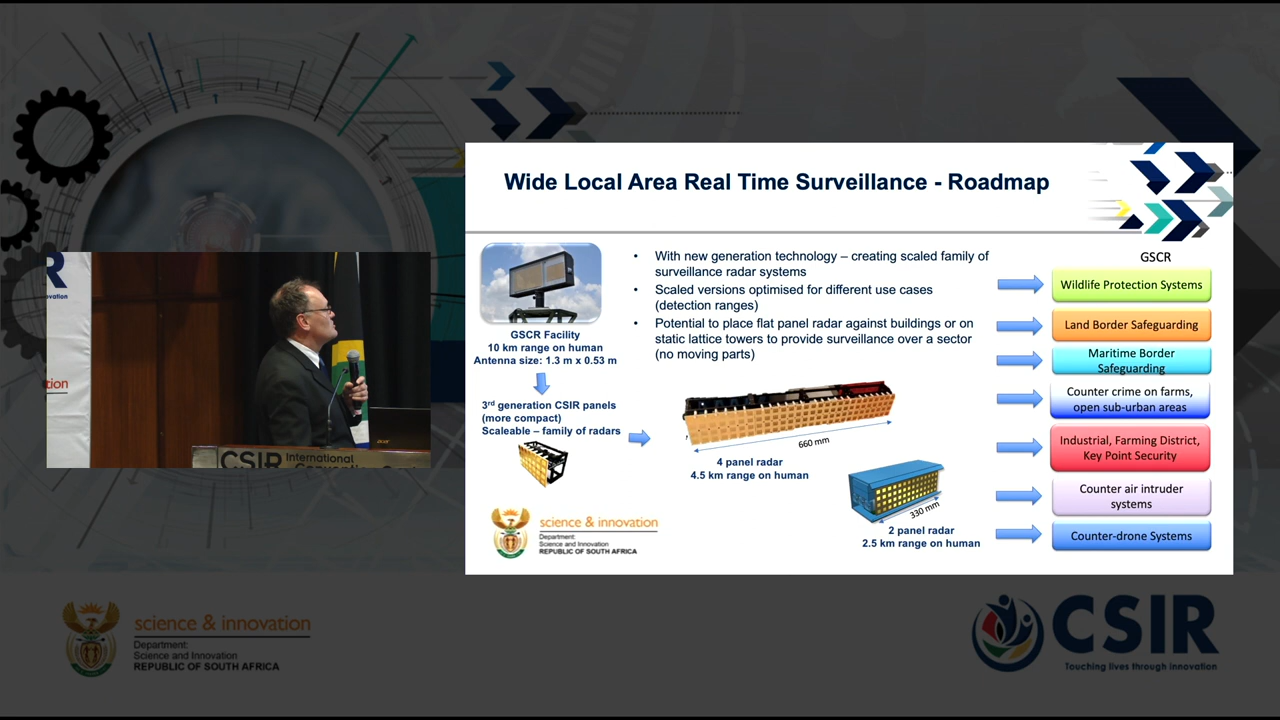 Wide Local Area Real Time Surveillance - Roadmap
GSCR Facility
10 km range on human
Antenna size: 1.3 m x 0.53 m
3rd generation CSIR panels
(more compact)
Scaleable – family of radars
• With new generation technology – creating scaled family of
surveillance radar systems
• Scaled versions optimised for different use cases
(detection ranges)
• Potential to place flat panel radar against buildings or on
static lattice towers to provide surveillance over a sector
(no moving parts)
660 mm
4 panel radar
4.5 km range on human
330 mm
2 panel radar
2.5 km range on human
GSCR
Wildlife Protection Systems
Land Border Safeguarding
Maritime Border
Safeguarding
Counter crime on farms,
open sub-urban areas
Industrial, Farming District,
Key Point Security
Counter air intruder
systems
Counter-drone Systems
science & innovation
Department:
Science and Innovation
REPUBLIC OF SOUTH AFRICA
R
ovation
tion
CSIR International
science & innovation
Department:
Science and Innovation
REPUBLIC OF SOUTH AFRICA
CSIR
Touching lives through innovation